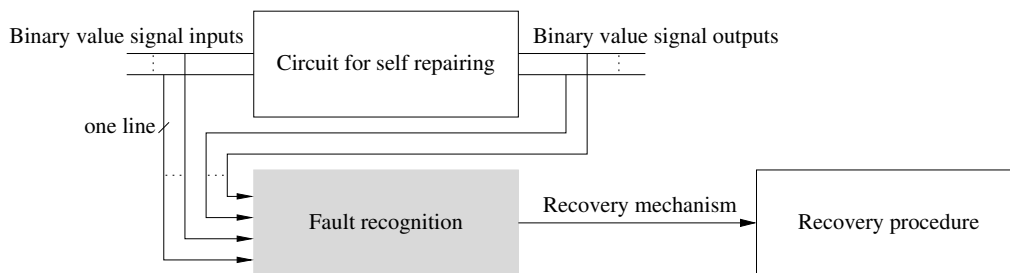 Binary value signal inputs
Circuit for self repairing
Binary value signal outputs
one line
Fault recognition
Recovery mechanism
Recovery procedure